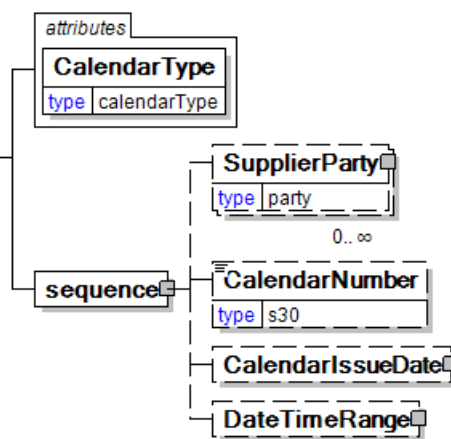 attributes
CalendarType
type calendarType
SupplierParty
type party
0.. ∞
sequence
CalendarNumber
type s30
CalendarIssueDate
DateTimeRange